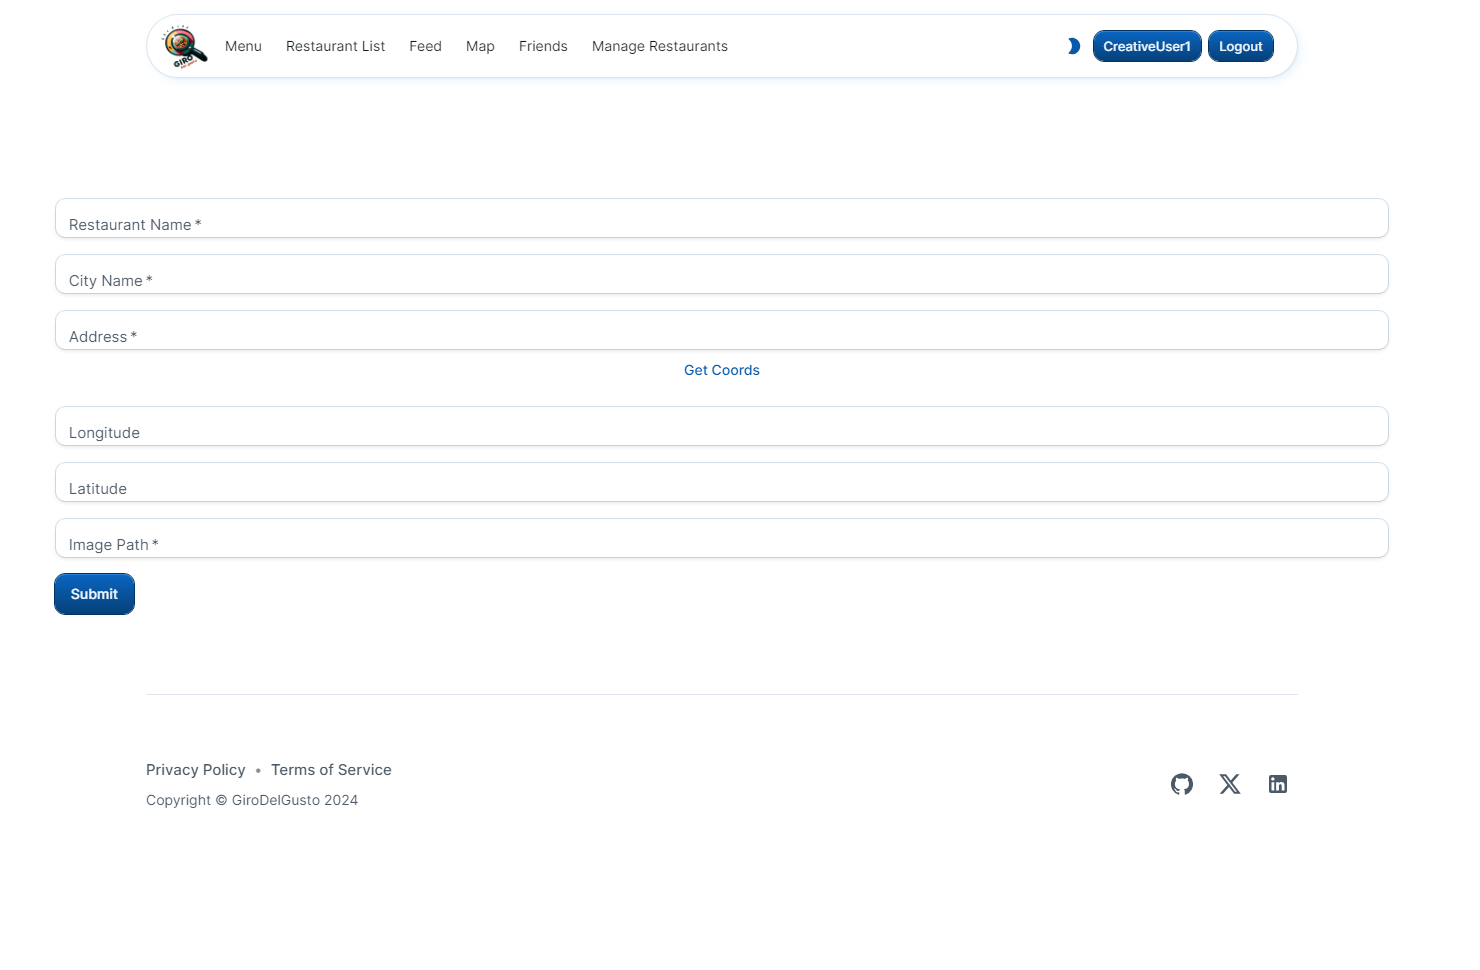 GIRO
Menu
Restaurant List
Feed
Map
Friends
Manage Restaurants
CreativeUser1
Logout
Restaurant Name *
City Name *
Address *
Get Coords
Longitude
Latitude
Image Path *
Submit
Privacy Policy • Terms of Service
Copyright © GiroDelGusto 2024